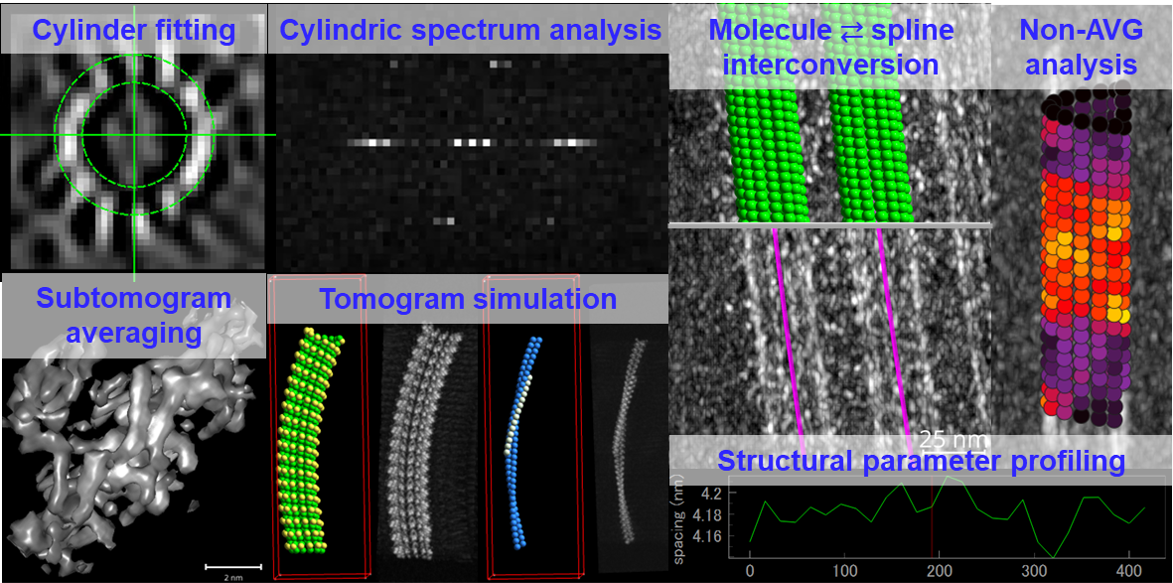 Cylinder fitting
Cylindric spectrum analysis
Molecule ⇄ spline
interconversion
Non-AVG
analysis
Subtomogram
averaging
Tomogram simulation
25 nm
Structural parameter profiling
2 nm
spacing (nm)
4.2
4.18
4.16
0
100
200
300
400